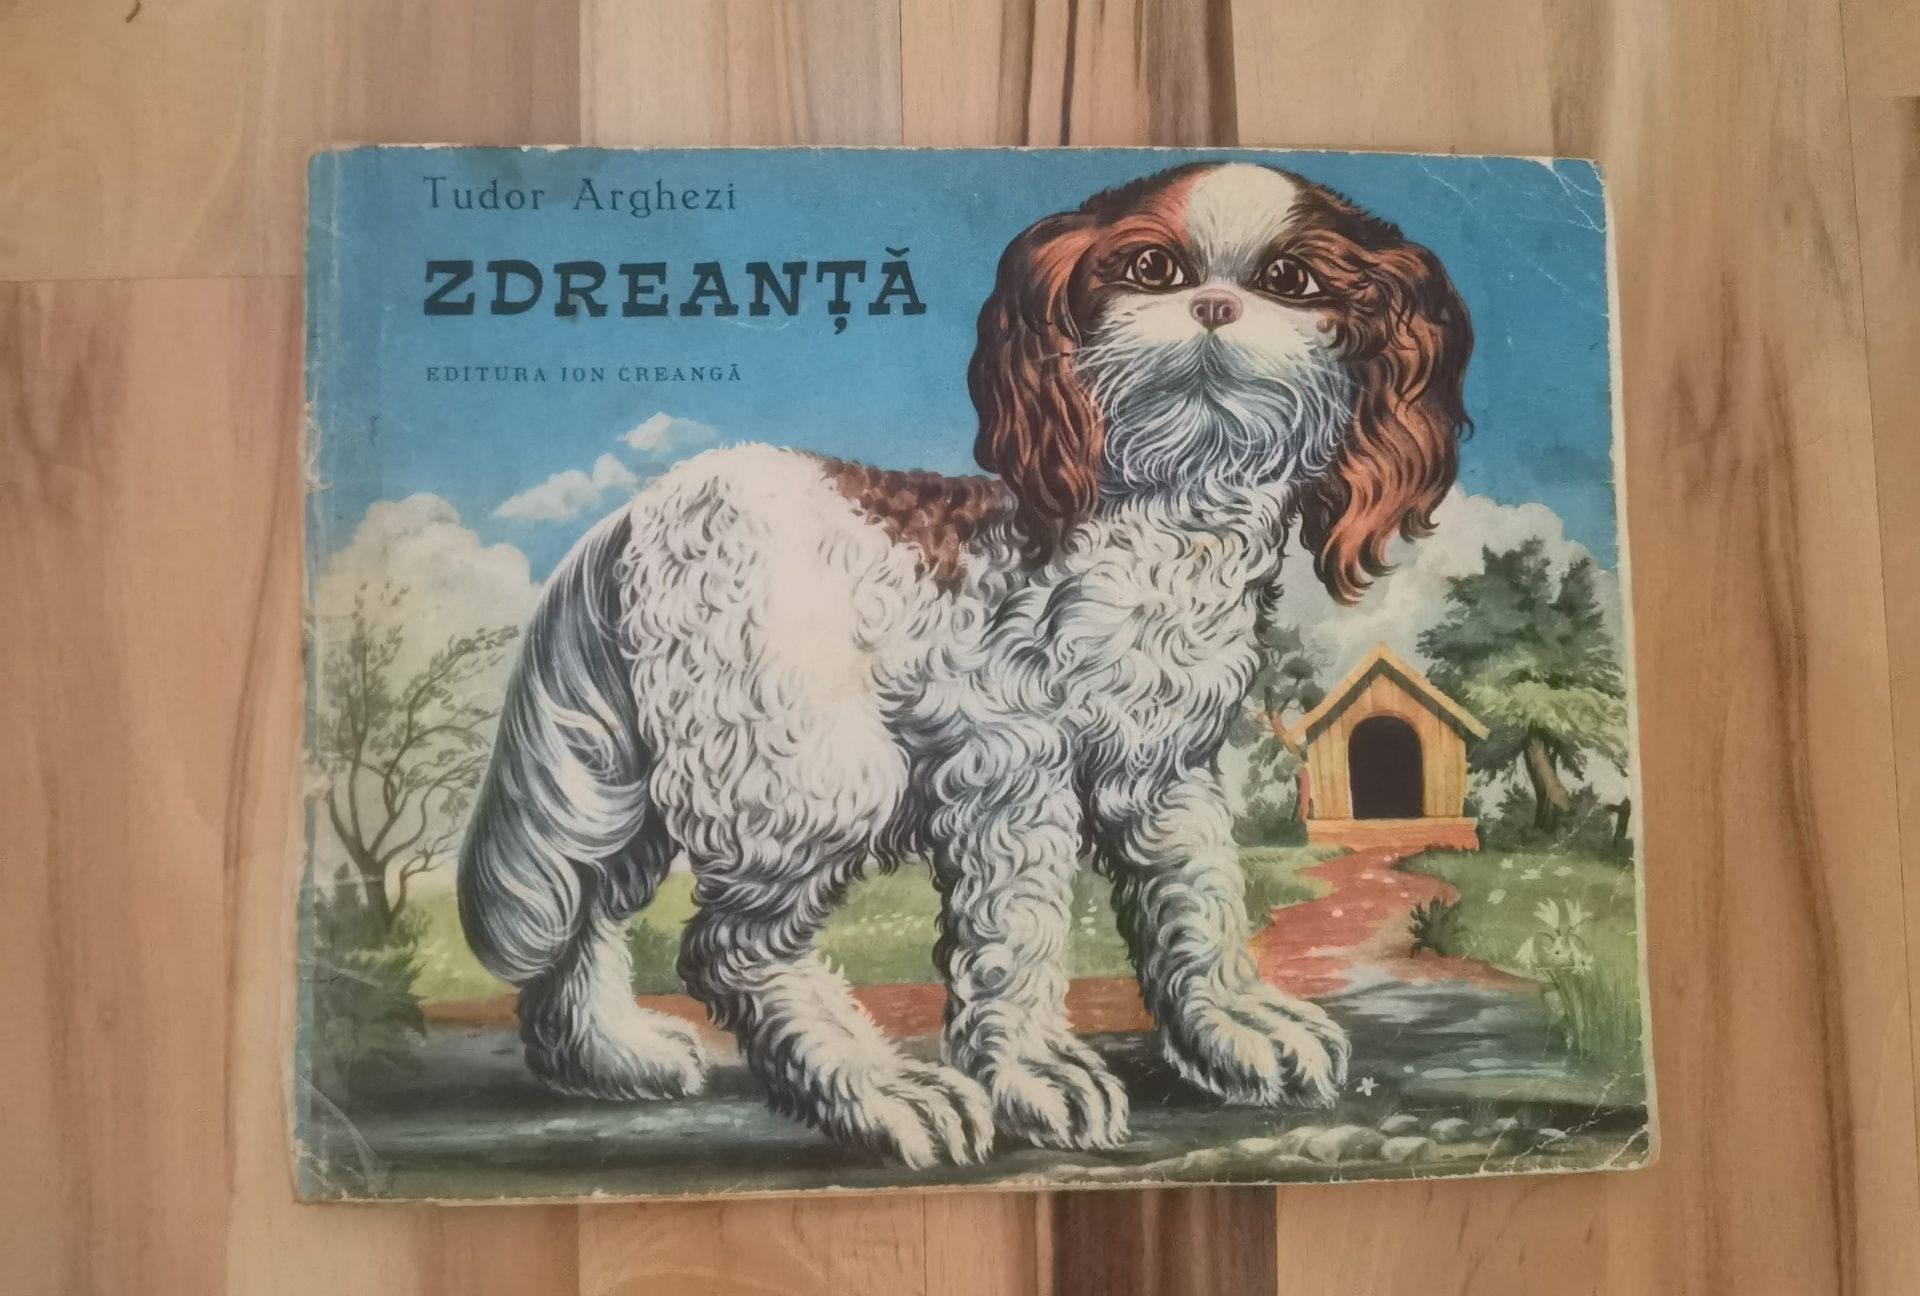 Tudor Arghezi
ZDREANȚĂ
EDITURA ION CREANGĂ